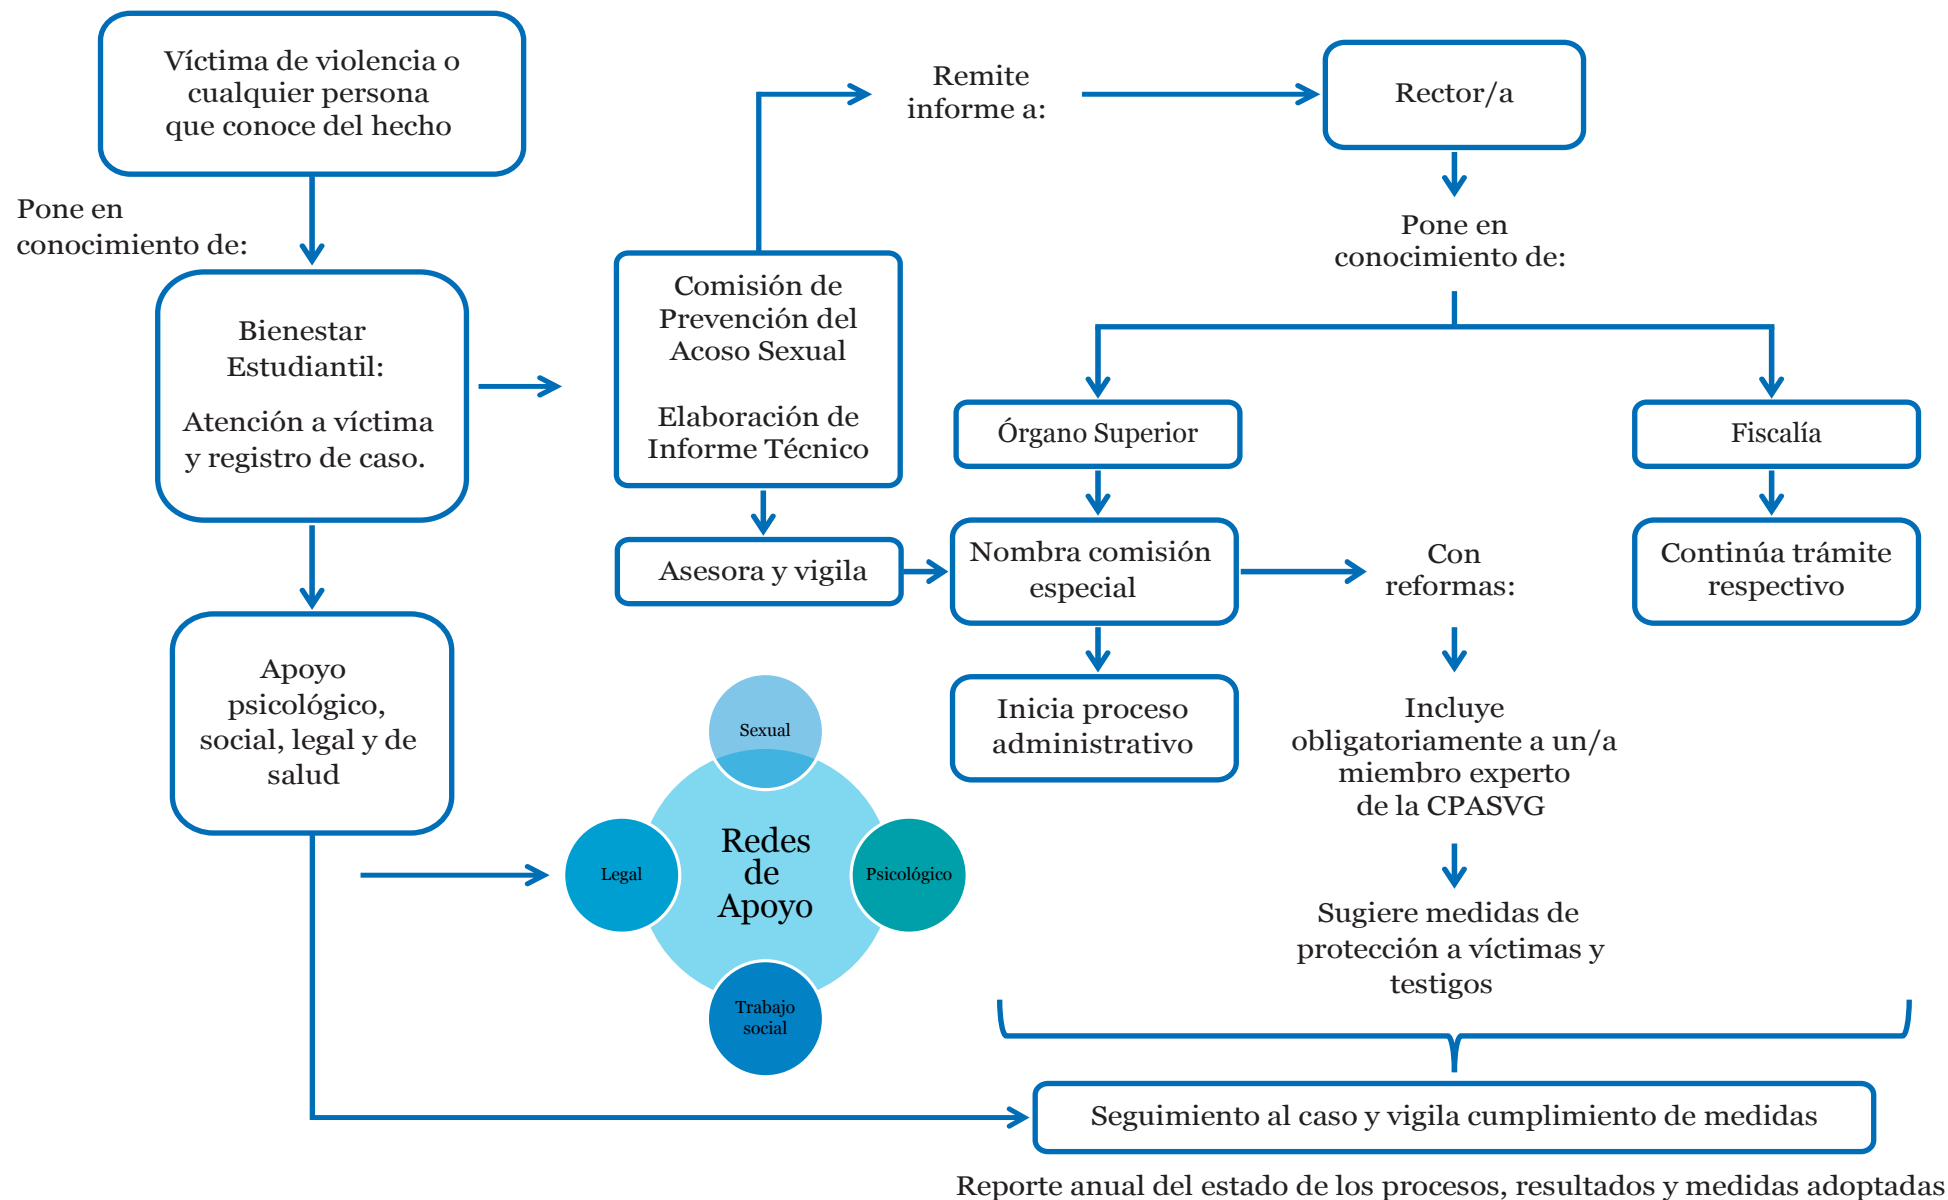 Víctima de violencia o
cualquier persona
que conoce del hecho
Pone en
conocimiento de:
Bienestar
Estudiantil:
Atención a víctima
y registro de caso.
Apoyo
psicológico,
social, legal y de
salud
Comisión de
Prevención del
Acoso Sexual
Elaboración de
Informe Técnico
Asesora y vigila
Remite
informe a:
Rector/a
Pone en
conocimiento de:
Órgano Superior
Fiscalía
Nombra comisión
especial
Con
reformas:
Continúa trámite
respectivo
Inicia proceso
administrativo
Incluye
obligatoriamente a un/a
miembro experto
de la CPASVG
Sugiere medidas de
protección a víctimas y
testigos
Sexual
Legal
Redes
de
Apoyo
Psicológico
Trabajo
social
Seguimiento al caso y vigila cumplimiento de medidas
Reporte anual del estado de los procesos, resultados y medidas adoptadas